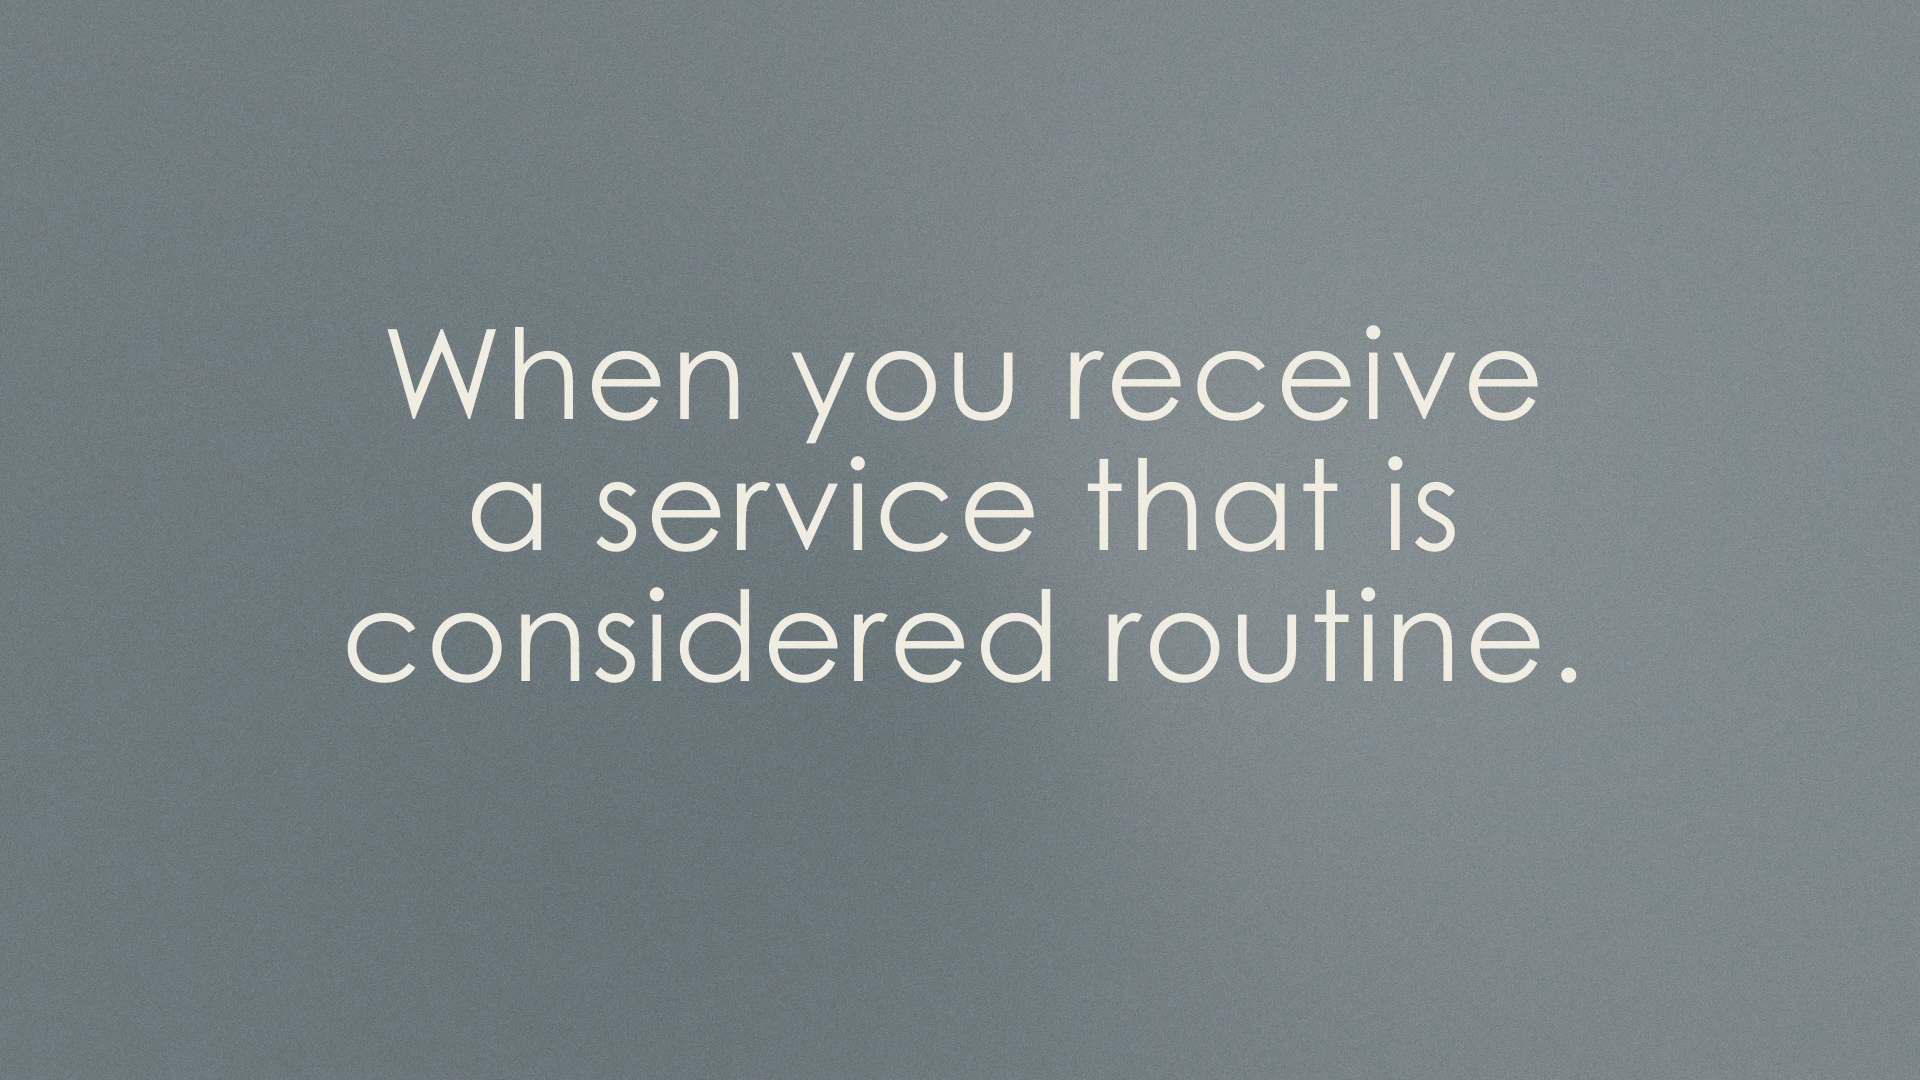 When you receive
a service that is
considered routine.